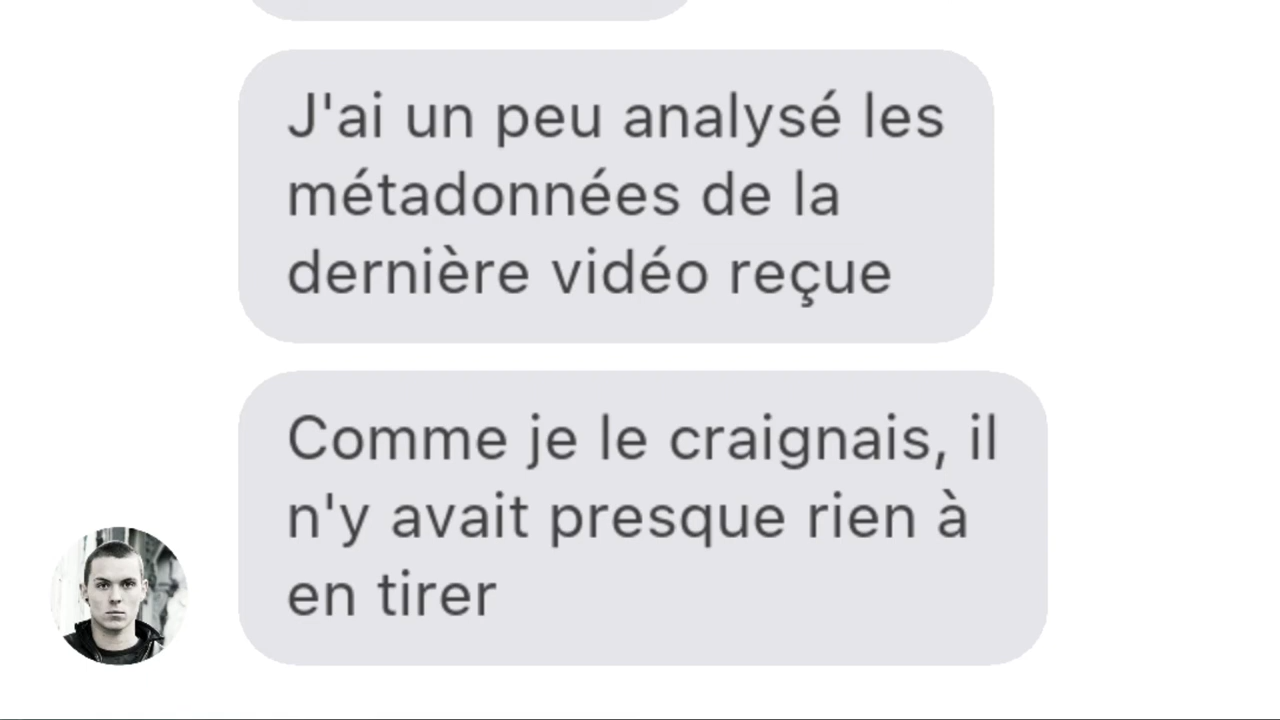 J'ai un peu analysé les
métadonnées de la
dernière vidéo reçue
Comme je le craignais, il
n'y avait presque rien à
en tirer